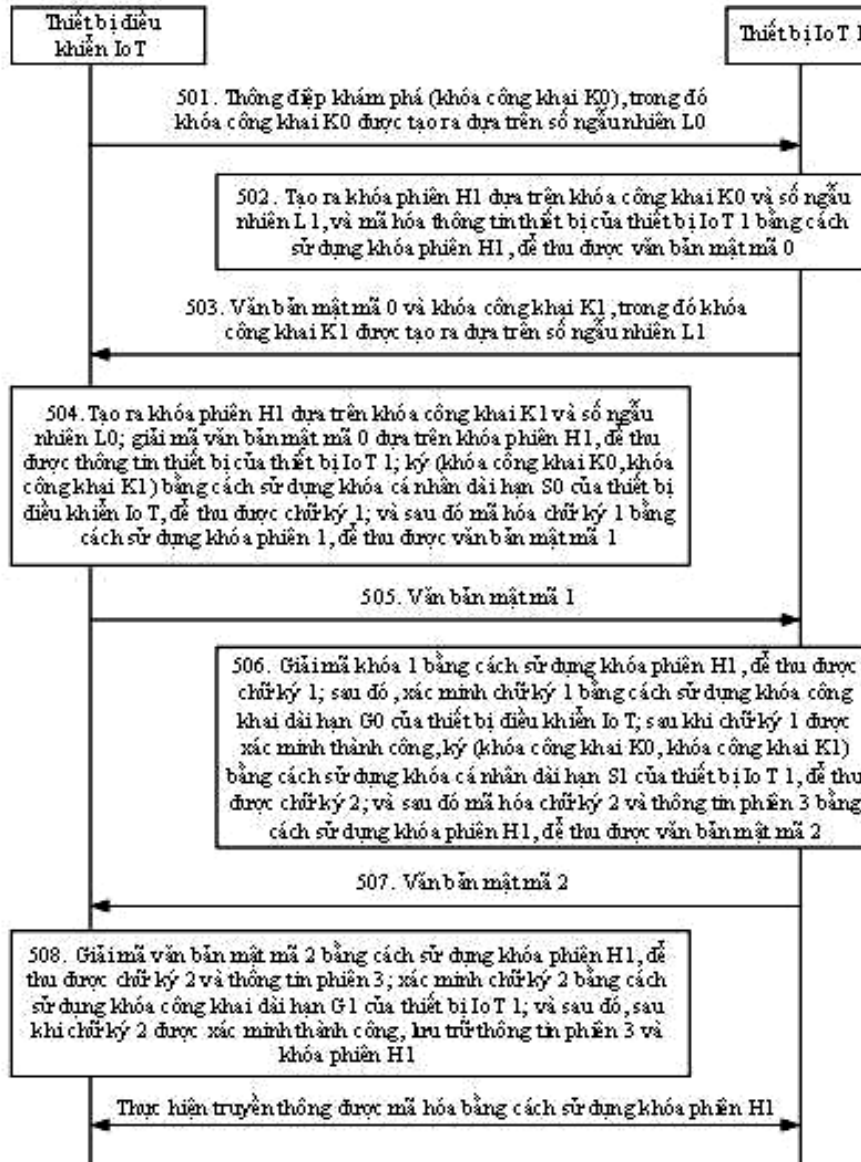 Thiết bị điều
khiển IoT
Thiết bị IoT 1
501. Thông điệp khám phá (khóa công khai K0), trong đó
khóa công khai K0 được tạo ra dựa trên số ngẫu nhiên L0
502. Tạo ra khóa phiên H1 dựa trên khóa công khai K0 và số ngẫu
nhiên L1, và mã hóa thông tin thiết bị của thiết bị IoT 1 bằng cách
sử dụng khóa phiên H1, để thu được văn bản mật mã 0
503. Văn bản mật mã 0 và khóa công khai K1, trong đó khóa
công khai K1 được tạo ra dựa trên số ngẫu nhiên L1
504. Tạo ra khóa phiên H1 dựa trên khóa công khai K1 và số ngẫu
nhiên L0; giải mã văn bản mật mã 0 dựa trên khóa phiên H1, để thu
được thông tin thiết bị của thiết bị IoT 1; ký (khóa công khai K0, khóa
công khai K1) bằng cách sử dụng khóa cá nhân dài hạn S0 của thiết bị
điều khiển IoT, để thu được chữ ký 1; và sau đó mã hóa chữ ký 1 bằng
cách sử dụng khóa phiên 1, để thu được văn bản mật mã 1
505. Văn bản mật mã 1
506. Giải mã khóa 1 bằng cách sử dụng khóa phiên H1, để thu được
chữ ký 1; sau đó, xác minh chữ ký 1 bằng cách sử dụng khóa công
khai dài hạn G0 của thiết bị điều khiển IoT; sau khi chữ ký 1 được
xác minh thành công, ký (khóa công khai K0, khóa công khai K1)
bằng cách sử dụng khóa cá nhân dài hạn S1 của thiết bị IoT 1, để thu
được chữ ký 2; và sau đó mã hóa chữ ký 2 và thông tin phiên 3 bằng
cách sử dụng khóa phiên H1, để thu được văn bản mật mã 2
507. Văn bản mật mã 2
508. Giải mã văn bản mật mã 2 bằng cách sử dụng khóa phiên H1, để
thu được chữ ký 2 và thông tin phiên 3; xác minh chữ ký 2 bằng cách
sử dụng khóa công khai dài hạn G1 của thiết bị IoT 1; và sau đó, sau
khi chữ ký 2 được xác minh thành công, lưu trữ thông tin phiên 3 và
khóa phiên H1
Thực hiện truyền thông được mã hóa bằng cách sử dụng khóa phiên H1